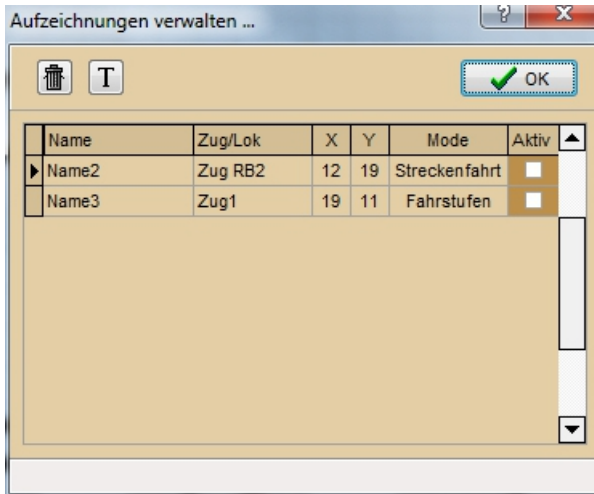 Aufzeichnungen verwalten ...
?
X
T
OK
Name Zug/Lok X Y Mode Aktiv
Name2 Zug RB2 12 19 Streckenfahrt
Name3 Zug1 19 11 Fahrstufen